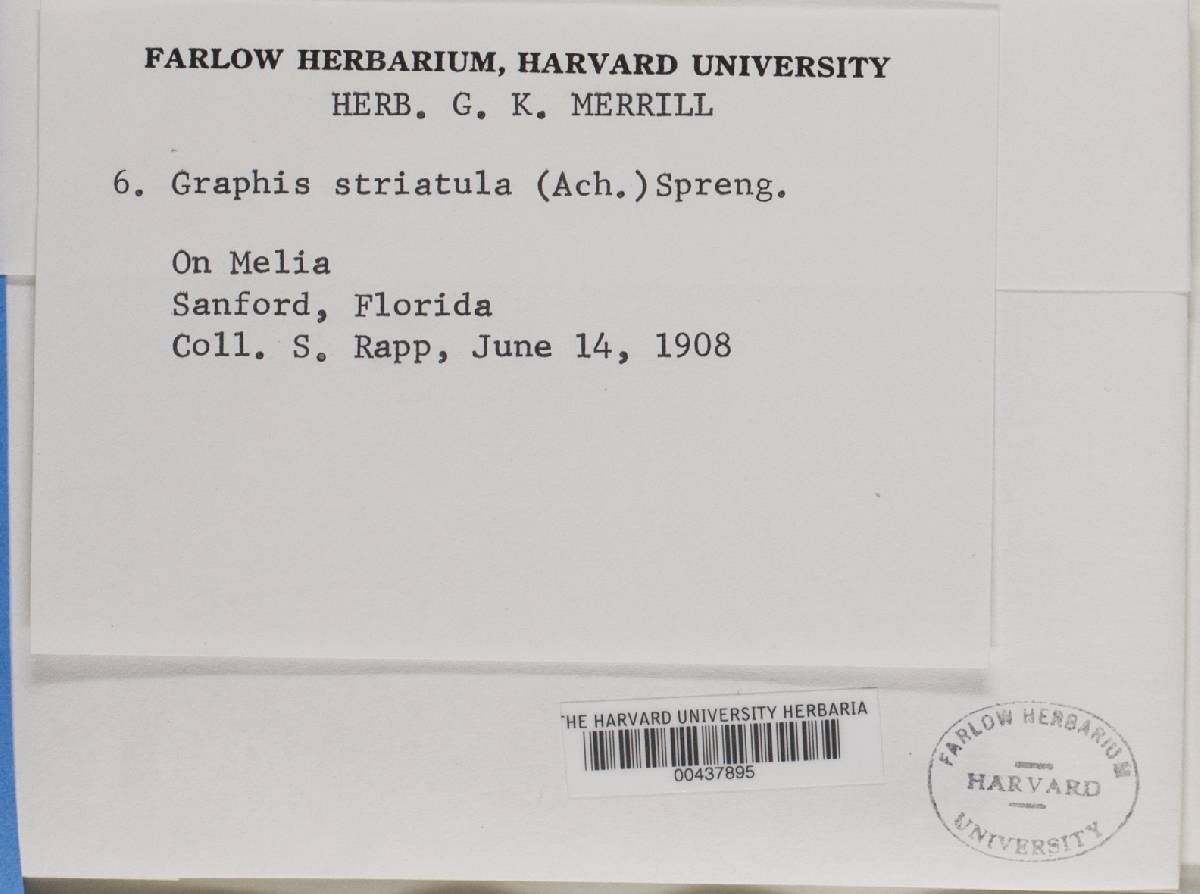 FARLOW HERBARIUM, HARVARD UNIVERSITY
HERB. G. K. MERRILL
6. Graphis striatula (Ach.)Spreng.
On Melia
Sanford, Florida
Coll. S. Rapp, June 14, 1908
THE HARVARD UNIVERSITY HERBARIA
00437895
FARLOW HERBARIUM
HARVARD
UNIVERSITY